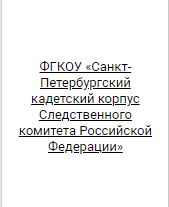 ФГКОУ «Санкт-
Петербургский
кадетский корпус
Следственного
комитета Российской
Федерации»